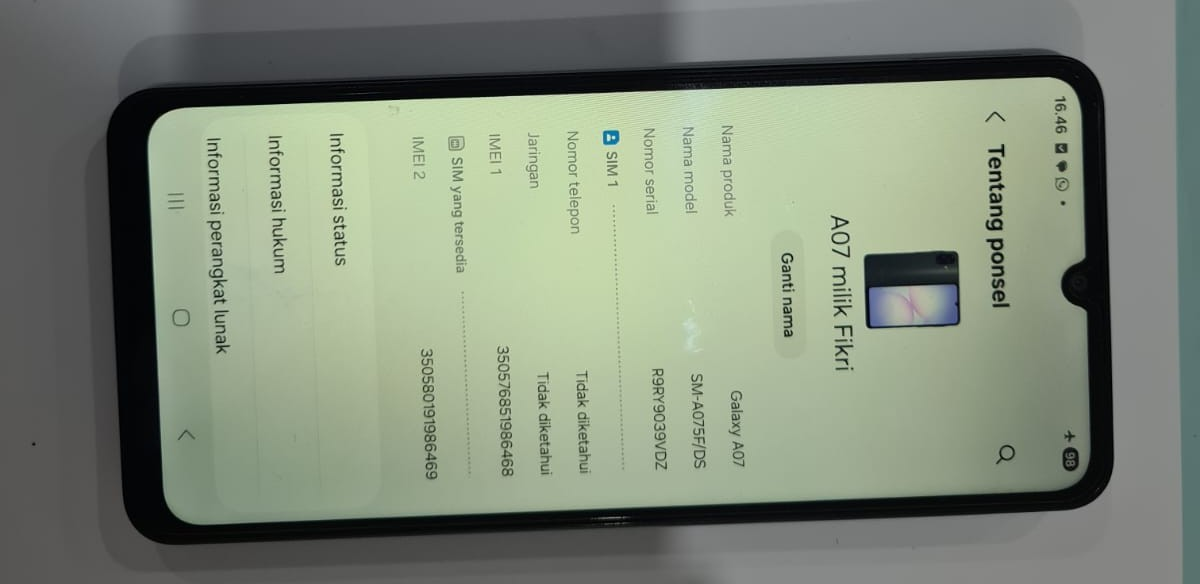 16.46
98
Tentang ponsel
A07 milik Fikri
Ganti nama
Nama produk Galaxy A07
Nama model SM-A075F/DS
Nomor serial R9RY9039VDZ
SIM 1
Nomor telepon Tidak diketahui
Jaringan Tidak diketahui
IMEI 1 350576851986468
SIM yang tersedia
IMEI 2 350580191986469
Informasi status
Informasi hukum
Informasi perangkat lunak